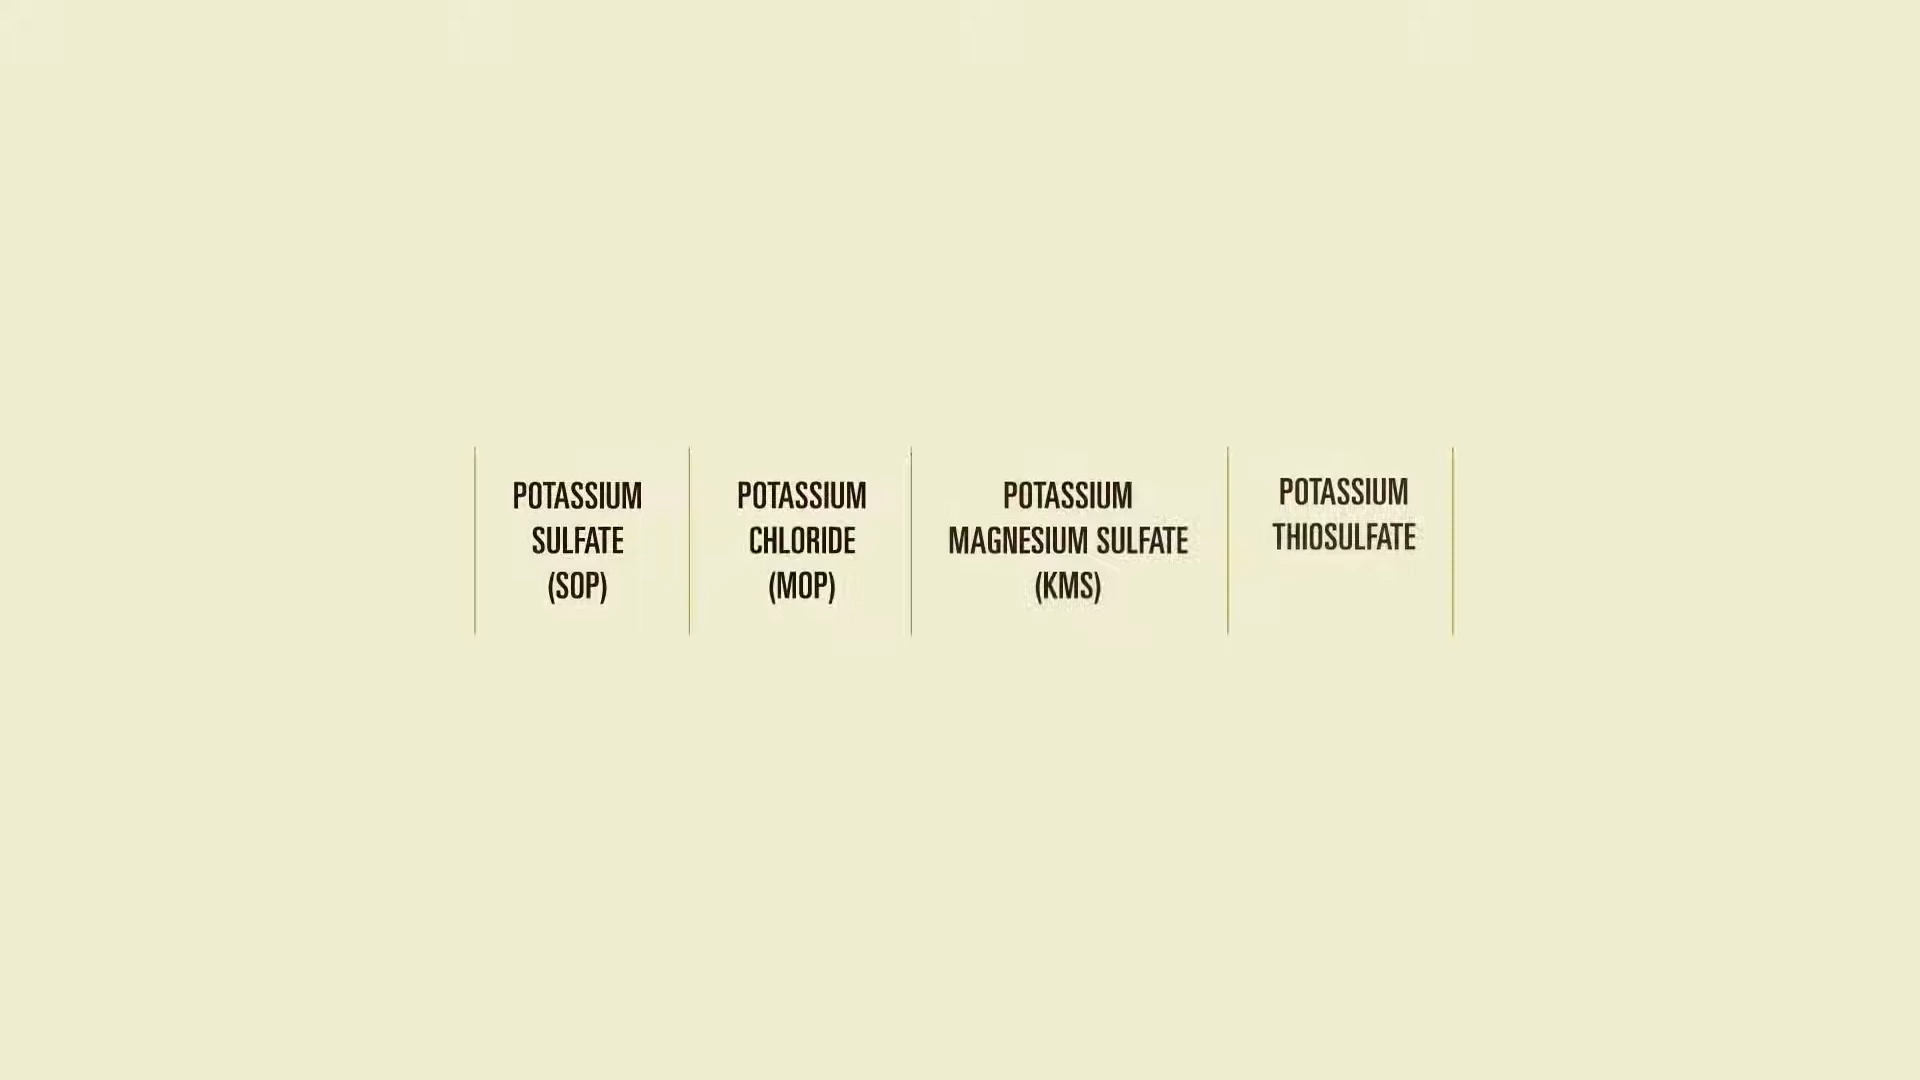 POTASSIUM
SULFATE
(SOP)
POTASSIUM
CHLORIDE
(MOP)
POTASSIUM
MAGNESIUM SULFATE
(KMS)
POTASSIUM
THIOSULFATE